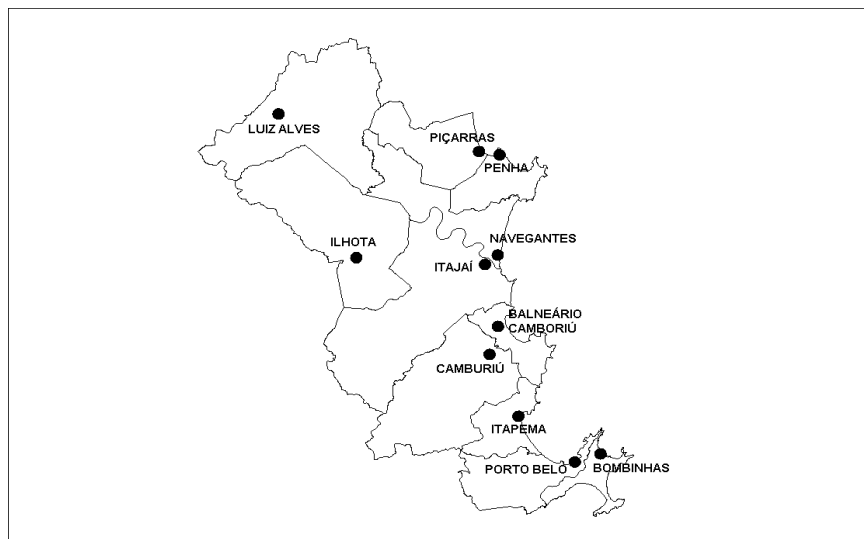 LUIZ ALVES
PIÇARRAS
PENHA
ILHOTA
NAVEGANTES
ITAJAÍ
BALNEÁRIO
CAMBORIÚ
CAMBURIÚ
ITAPEMA
PORTO BELO
BOMBINHAS